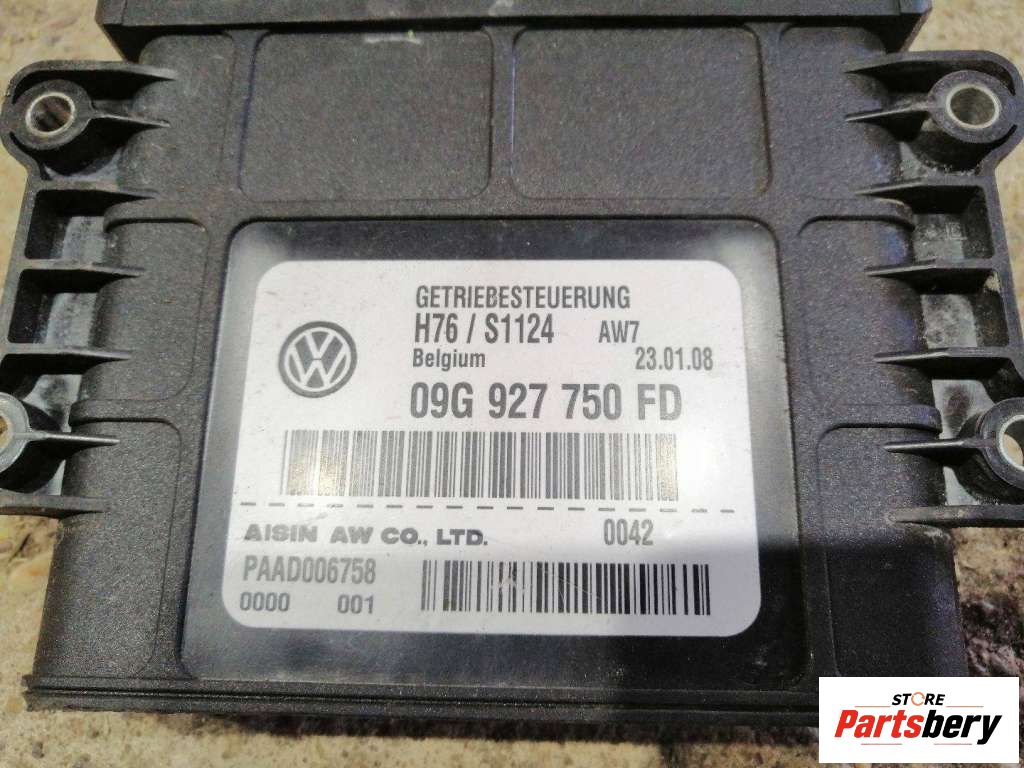 GETRIEBESTEUERUNG
H76 / S1124 AW7
Belgium 23.01.08
09G 927 750 FD
AISIN AW CO., LTD. 0042
PAAD006758
0000 001
STORE
Partsbery